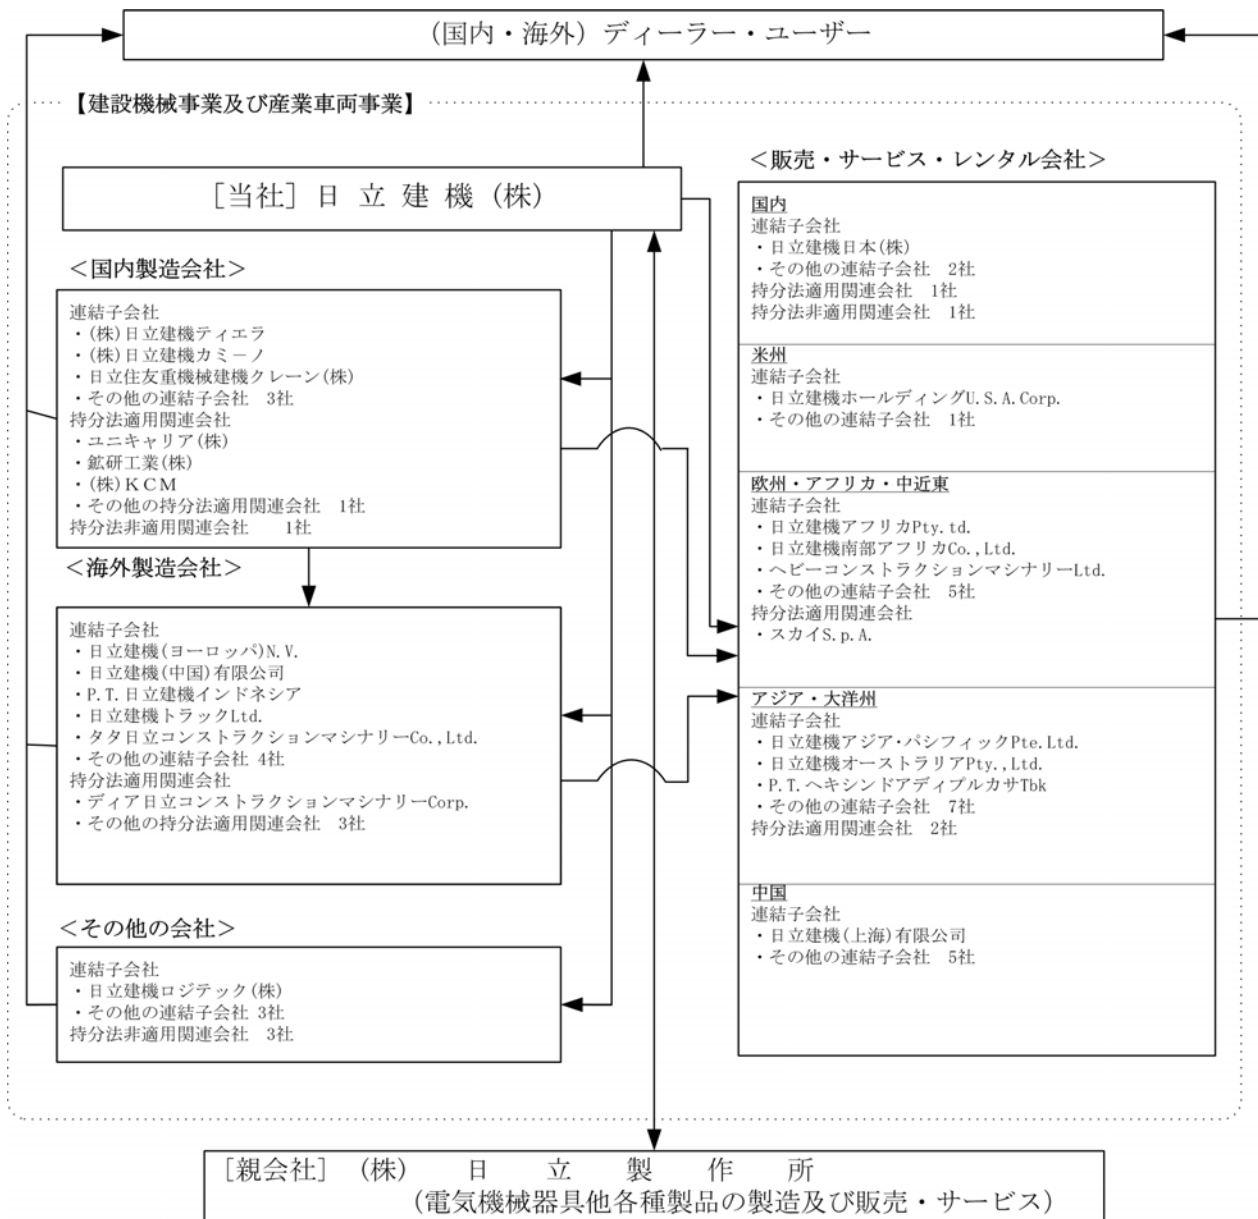 (国内・海外) ディーラー・ユーザー
【建設機械事業及び産業車両事業】
[当社] 日 立 建 機 (株)
＜国内製造会社＞
連結子会社
・(株)日立建機ティエラ
・(株)日立建機カミーノ
・日立住友重機械建機クレーン(株)
・その他の連結子会社 3社
持分法適用関連会社
・ユニキャリア(株)
・鉱研工業(株)
・(株)ＫＣＭ
・その他の持分法適用関連会社 1社
持分法非適用関連会社 1社
＜海外製造会社＞
連結子会社
・日立建機(ヨーロッパ)N.V.
・日立建機(中国)有限公司
・P.T.日立建機インドネシア
・日立建機トラックLtd.
・タタ日立コンストラクションマシナリーCo.,Ltd.
・その他の連結子会社 4社
持分法適用関連会社
・ディア日立コンストラクションマシナリーCorp.
・その他の持分法適用関連会社 3社
＜その他の会社＞
連結子会社
・日立建機ロジテック(株)
・その他の連結子会社 3社
持分法非適用関連会社 3社
＜販売・サービス・レンタル会社＞
国内
連結子会社
・日立建機日本(株)
・その他の連結子会社 2社
持分法適用関連会社 1社
持分法非適用関連会社 1社
米州
連結子会社
・日立建機ホールディングU.S.A.Corp.
・その他の連結子会社 1社
欧州・アフリカ・中近東
連結子会社
・日立建機アフリカPty.td.
・日立建機南部アフリカCo.,Ltd.
・ヘビーコンストラクションマシナリーLtd.
・その他の連結子会社 5社
持分法適用関連会社
・スカイS.p.A.
アジア・大洋州
連結子会社
・日立建機アジア・パシフィックPte.Ltd.
・日立建機オーストラリアPty.,Ltd.
・P.T.ヘキシンドアディプルカサTbk
・その他の連結子会社 7社
持分法適用関連会社 2社
中国
連結子会社
・日立建機(上海)有限公司
・その他の連結子会社 5社
[親会社] (株) 日 立 製 作 所
(電気機械器具他各種製品の製造及び販売・サービス)